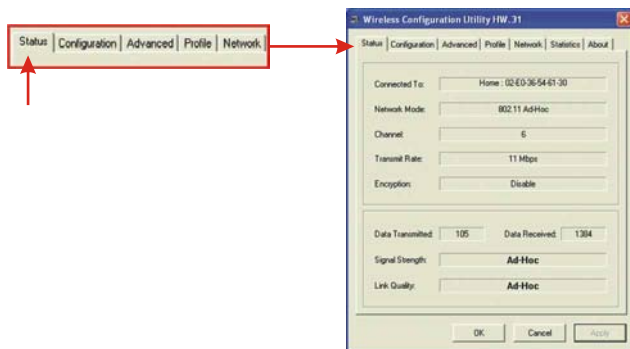 Status Configuration Advanced Profile Network
Wireless Configuration Utility HW.31
Status Configuration Advanced Profile Network Statistics About
Connected To: Home : 02-E0-36-54-61-30
Network Mode: 802.11 Ad-Hoc
Channel: 6
Transmit Rate: 11 Mbps
Encryption: Disable
Data Transmitted: 105 Data Received: 1384
Signal Strength: Ad-Hoc
Link Quality: Ad-Hoc
OK Cancel Apply